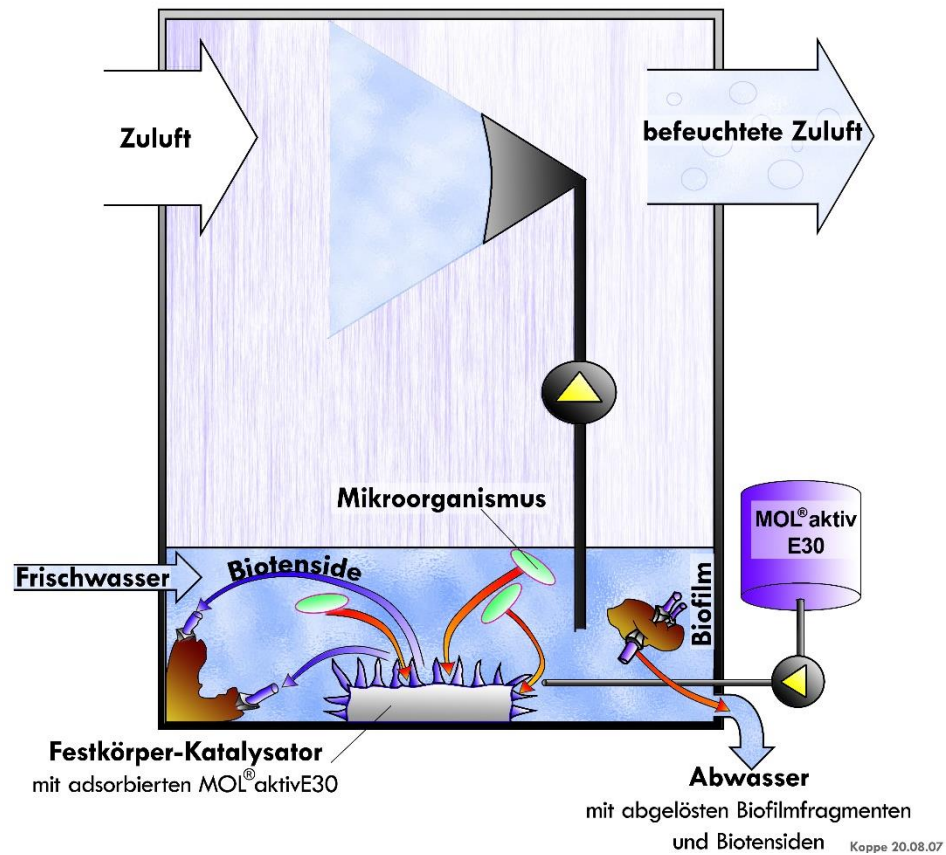 Zuluft
befeuchtete Zuluft
Mikroorganismus
MOL®aktiv
E30
Frischwasser
Biotenside
Biofilm
Festkörper-Katalysator
mit adsorbierten MOL®aktivE30
Abwasser
mit abgelösten Biofilmfragmenten
und Biotensiden
Koppe 20.08.07